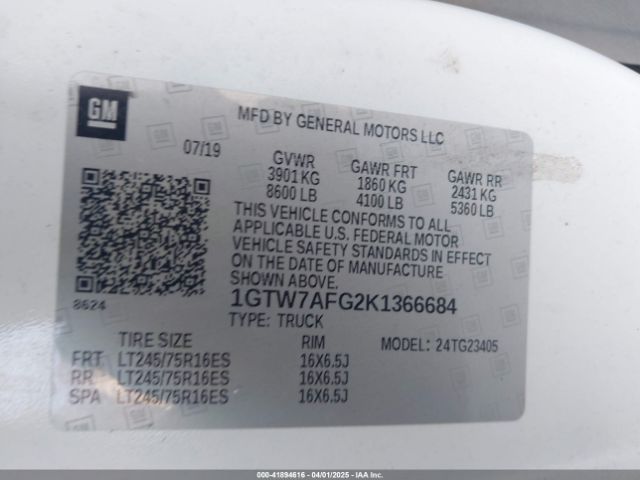 GM
MFD BY GENERAL MOTORS LLC
07/19
GVWR
3901 KG
8600 LB
GAWR FRT
1860 KG
4100 LB
GAWR RR
2431 KG
5360 LB
THIS VEHICLE CONFORMS TO ALL
APPLICABLE U.S. FEDERAL MOTOR
VEHICLE SAFETY STANDARDS IN EFFECT
ON THE DATE OF MANUFACTURE
SHOWN ABOVE.
8624
1GTW7AFG2K1366684
TYPE: TRUCK
TIRE SIZE RIM MODEL: 24TG23405
FRT LT245/75R16ES 16X6.5J
RR LT245/75R16ES 16X6.5J
SPA LT245/75R16ES 16X6.5J
000-41894616 - 04/01/2025 - IAA Inc.